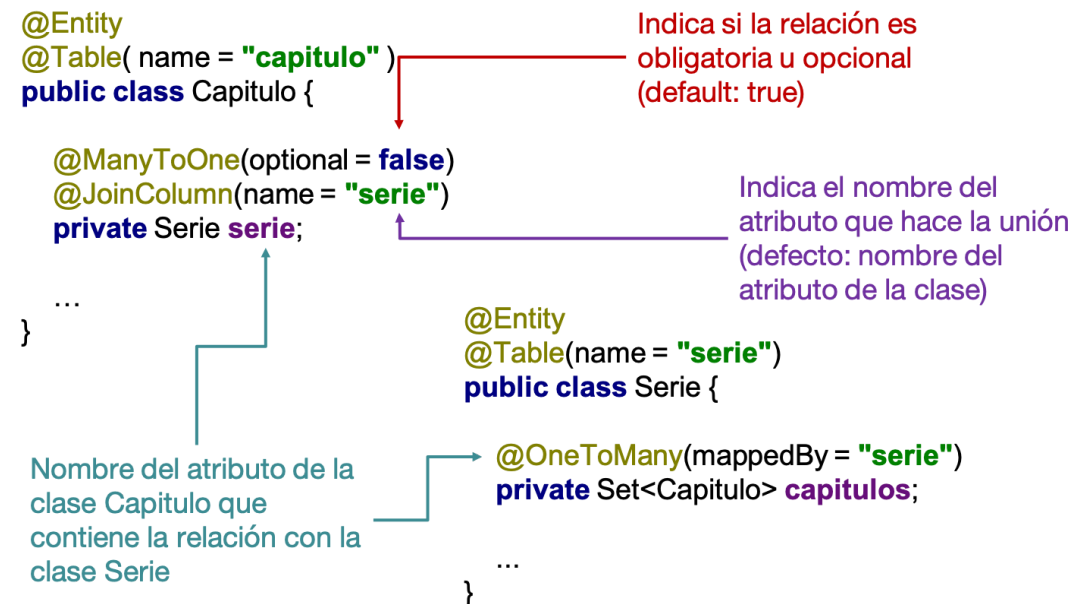 @Entity
@Table( name = "capitulo" )
public class Capitulo {
@ManyToOne(optional = false)
@JoinColumn(name = "serie")
private Serie serie;
...
}
Indica si la relación es
obligatoria u opcional
(default: true)
Indica el nombre del
atributo que hace la unión
(defecto: nombre del
atributo de la clase)
@Entity
@Table(name = "serie")
public class Serie {
@OneToMany(mappedBy = "serie")
private Set<Capitulo> capitulos;
...
}
Nombre del atributo de la
clase Capitulo que
contiene la relación con la
clase Serie